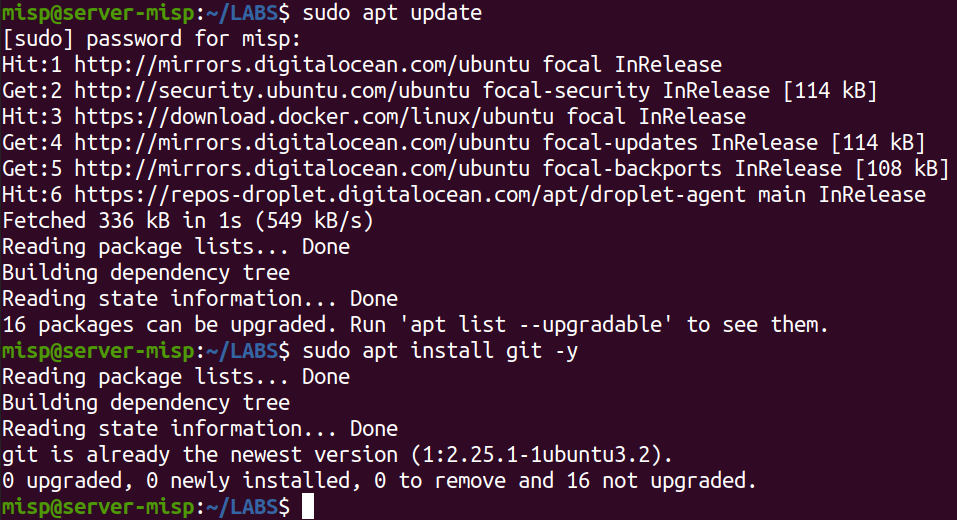 misp@server-misp:~/LABS$ sudo apt update
[sudo] password for misp:
Hit:1 http://mirrors.digitalocean.com/ubuntu focal InRelease
Get:2 http://security.ubuntu.com/ubuntu focal-security InRelease [114 kB]
Hit:3 https://download.docker.com/linux/ubuntu focal InRelease
Get:4 http://mirrors.digitalocean.com/ubuntu focal-updates InRelease [114 kB]
Get:5 http://mirrors.digitalocean.com/ubuntu focal-backports InRelease [108 kB]
Hit:6 https://repos-droplet.digitalocean.com/apt/droplet-agent main InRelease
Fetched 336 kB in 1s (549 kB/s)
Reading package lists... Done
Building dependency tree
Reading state information... Done
16 packages can be upgraded. Run 'apt list --upgradable' to see them.
misp@server-misp:~/LABS$ sudo apt install git -y
Reading package lists... Done
Building dependency tree
Reading state information... Done
git is already the newest version (1:2.25.1-1ubuntu3.2).
0 upgraded, 0 newly installed, 0 to remove and 16 not upgraded.
misp@server-misp:~/LABS$